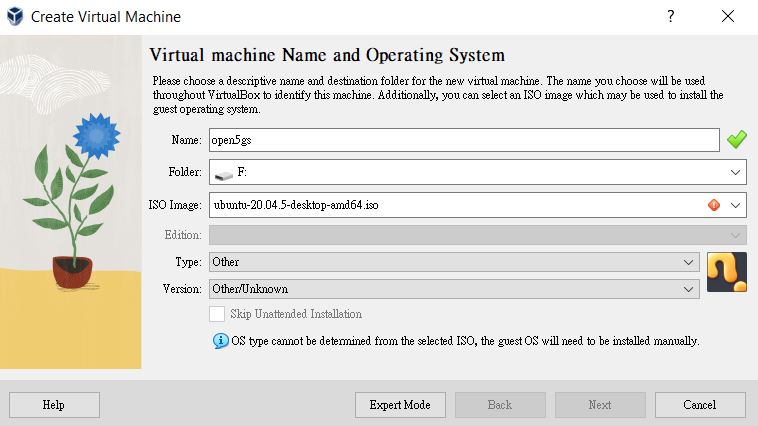 Create Virtual Machine
Virtual machine Name and Operating System
Please choose a descriptive name and destination folder for the new virtual machine. The name you choose will be used
throughout VirtualBox to identify this machine. Additionally, you can select an ISO image which may be used to install the
guest operating system.
Name: open5gs
Folder: F:
ISO Image: ubuntu-20.04.5-desktop-amd64.iso
Edition:
Type: Other
Version: Other/Unknown
Skip Unattended Installation
OS type cannot be determined from the selected ISO, the guest OS will need to be installed manually.
Help Expert Mode Back Next Cancel